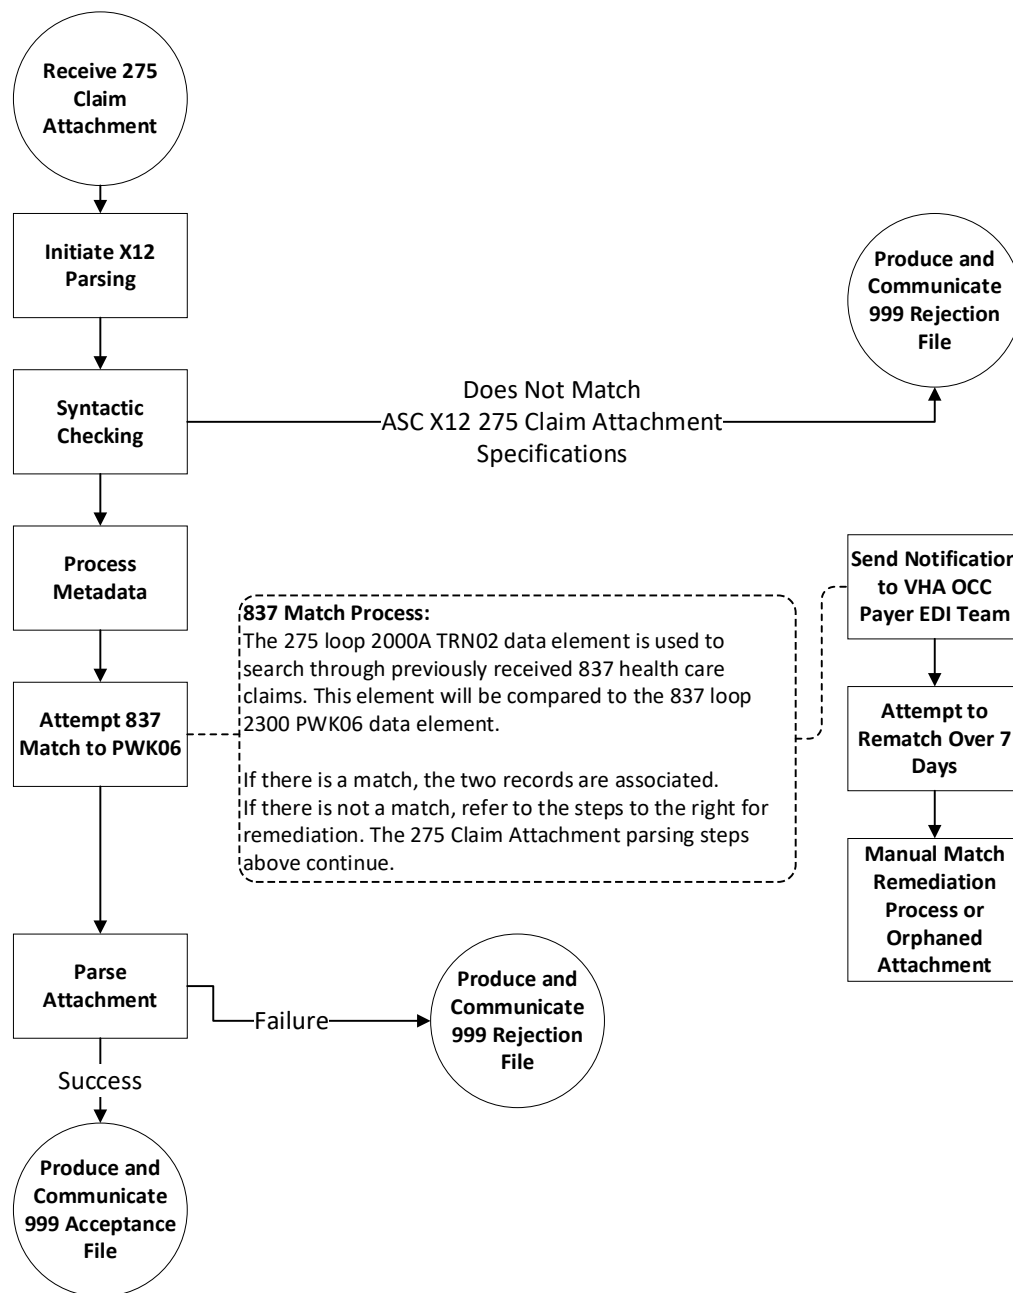 Receive 275
Claim
Attachment
Initiate X12
Parsing
Produce and
Communicate
999 Rejection
File
Syntactic
Checking
Does Not Match
ASC X12 275 Claim Attachment
Specifications
Process
Metadata
Send Notification
to VHA OCC
Payer EDI Team
837 Match Process:
The 275 loop 2000A TRN02 data element is used to
search through previously received 837 health care
claims. This element will be compared to the 837 loop
2300 PWK06 data element.
If there is a match, the two records are associated.
If there is not a match, refer to the steps to the right for
remediation. The 275 Claim Attachment parsing steps
above continue.
Attempt 837
Match to PWK06
Attempt to
Rematch Over 7
Days
Manual Match
Remediation
Process or
Orphaned
Attachment
Parse
Attachment
Failure
Produce and
Communicate
999 Rejection
File
Success
Produce and
Communicate
999 Acceptance
File